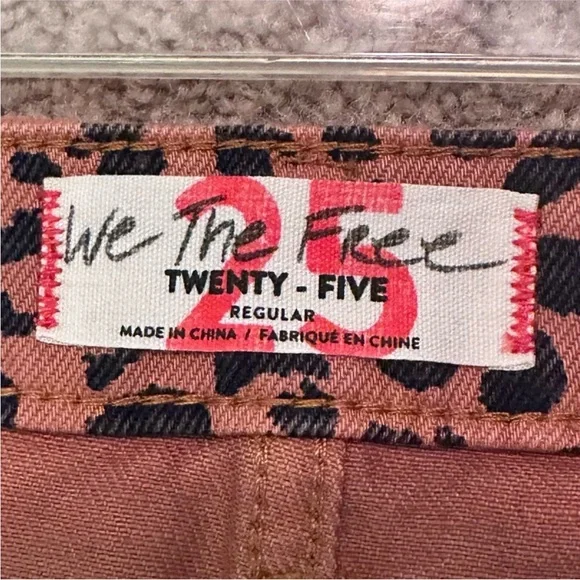 25
We The Free
TWENTY - FIVE
REGULAR
MADE IN CHINA / FABRIQUÉ EN CHINE